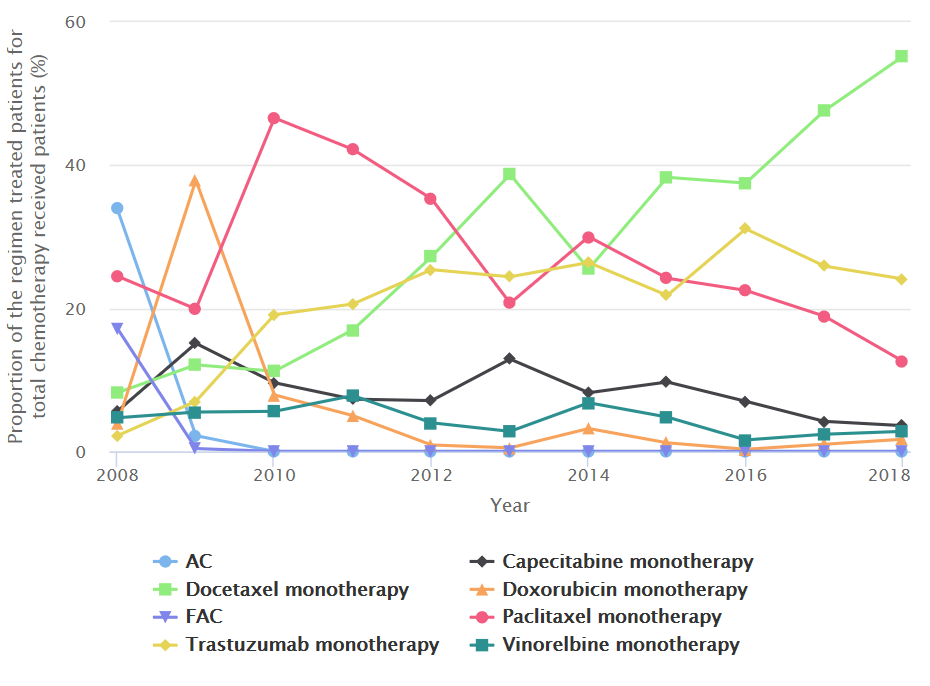 Proportion of the regimen treated patients for
total chemotherapy received patients (%)
60
40
20
0
2008 2010 2012 2014 2016 2018
Year
AC
Capecitabine monotherapy
Docetaxel monotherapy
Doxorubicin monotherapy
FAC
Paclitaxel monotherapy
Trastuzumab monotherapy
Vinorelbine monotherapy